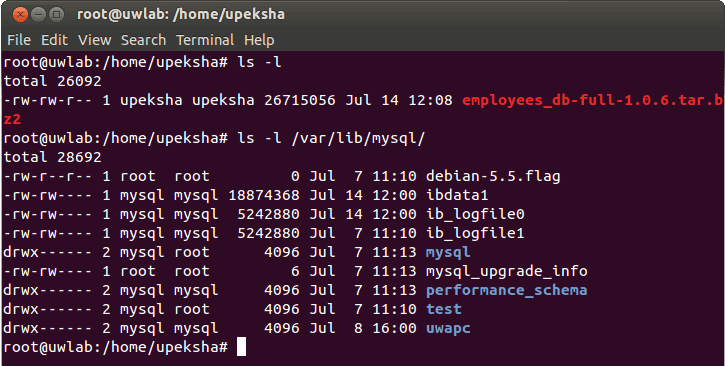 root@uwlab: /home/upeksha
File Edit View Search Terminal Help
root@uwlab:/home/upeksha# ls -l
total 26092
-rw-rw-r-- 1 upeksha upeksha 26715056 Jul 14 12:08 employees_db-full-1.0.6.tar.b
z2
root@uwlab:/home/upeksha# ls -l /var/lib/mysql/
total 28692
-rw-r--r-- 1 root  root         0 Jul  7 11:10 debian-5.5.flag
-rw-rw---- 1 mysql mysql 18874368 Jul 14 12:00 ibdata1
-rw-rw---- 1 mysql mysql  5242880 Jul 14 12:00 ib_logfile0
-rw-rw---- 1 mysql mysql  5242880 Jul  7 11:10 ib_logfile1
drwx------ 2 mysql root      4096 Jul  7 11:13 mysql
-rw-rw---- 1 root  root         6 Jul  7 11:13 mysql_upgrade_info
drwx------ 2 mysql mysql     4096 Jul  7 11:13 performance_schema
drwx------ 2 mysql root      4096 Jul  7 11:10 test
drwx------ 2 mysql mysql     4096 Jul  8 16:00 uwapc
root@uwlab:/home/upeksha#